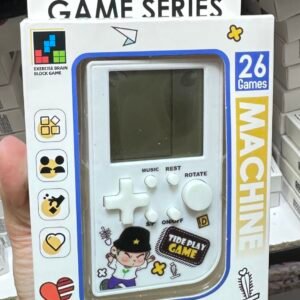 GAME SERIES
EXERCISE BRAIN
BLOCK GAME
26
Games
MACHINE
MUSIC REST
ROTATE
ON/OFF
TIDE PLAY
GAME